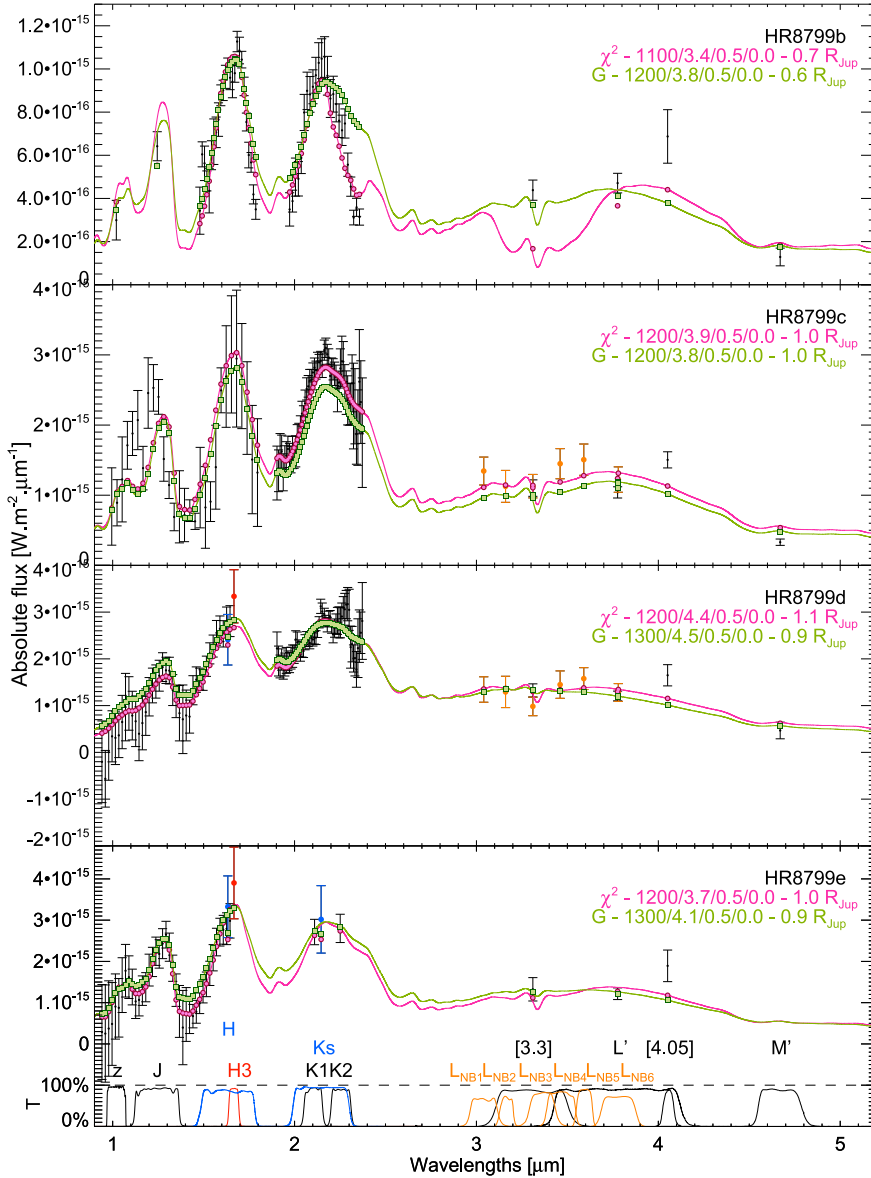 1.2•10⁻¹⁵
1.0•10⁻¹⁵
8.0•10⁻¹⁶
6.0•10⁻¹⁶
4.0•10⁻¹⁶
2.0•10⁻¹⁶
0
HR8799b
χ² - 1100/3.4/0.5/0.0 - 0.7 R_Jup
G - 1200/3.8/0.5/0.0 - 0.6 R_Jup
4•10⁻¹⁵
3•10⁻¹⁵
2•10⁻¹⁵
1•10⁻¹⁵
0
HR8799c
χ² - 1200/3.9/0.5/0.0 - 1.0 R_Jup
G - 1200/3.8/0.5/0.0 - 1.0 R_Jup
Absolute flux [W.m⁻².µm⁻¹]
4•10⁻¹⁵
3•10⁻¹⁵
2•10⁻¹⁵
1•10⁻¹⁵
0
-1•10⁻¹⁵
-2•10⁻¹⁵
HR8799d
χ² - 1200/4.4/0.5/0.0 - 1.1 R_Jup
G - 1300/4.5/0.5/0.0 - 0.9 R_Jup
4•10⁻¹⁵
3•10⁻¹⁵
2•10⁻¹⁵
1•10⁻¹⁵
0
HR8799e
χ² - 1200/3.7/0.5/0.0 - 1.0 R_Jup
G - 1300/4.1/0.5/0.0 - 0.9 R_Jup
H
Ks
[3.3]
L'
[4.05]
M'
z
J
H3
K1K2
L_NB1 L_NB2 L_NB3 L_NB4 L_NB5 L_NB6
100%
T
0%
1 2 3 4 5
Wavelengths [µm]